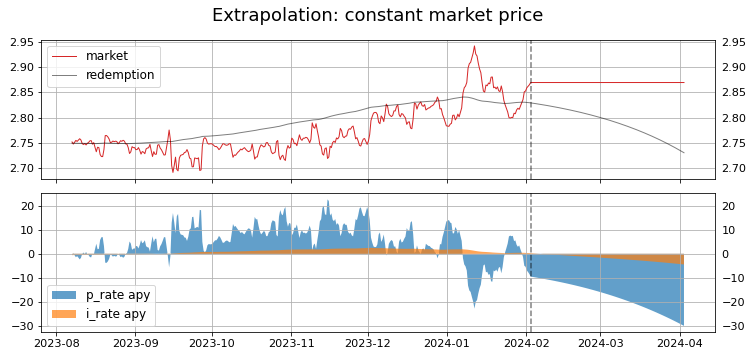 Extrapolation: constant market price
2.95 2.95
market
2.90 2.90
redemption
2.85 2.85
2.80 2.80
2.75 2.75
2.70 2.70
20 20
10 10
0 0
−10 −10
p_rate apy
−20 −20
i_rate apy
−30 −30
2023-08 2023-09 2023-10 2023-11 2023-12 2024-01 2024-02 2024-03 2024-04